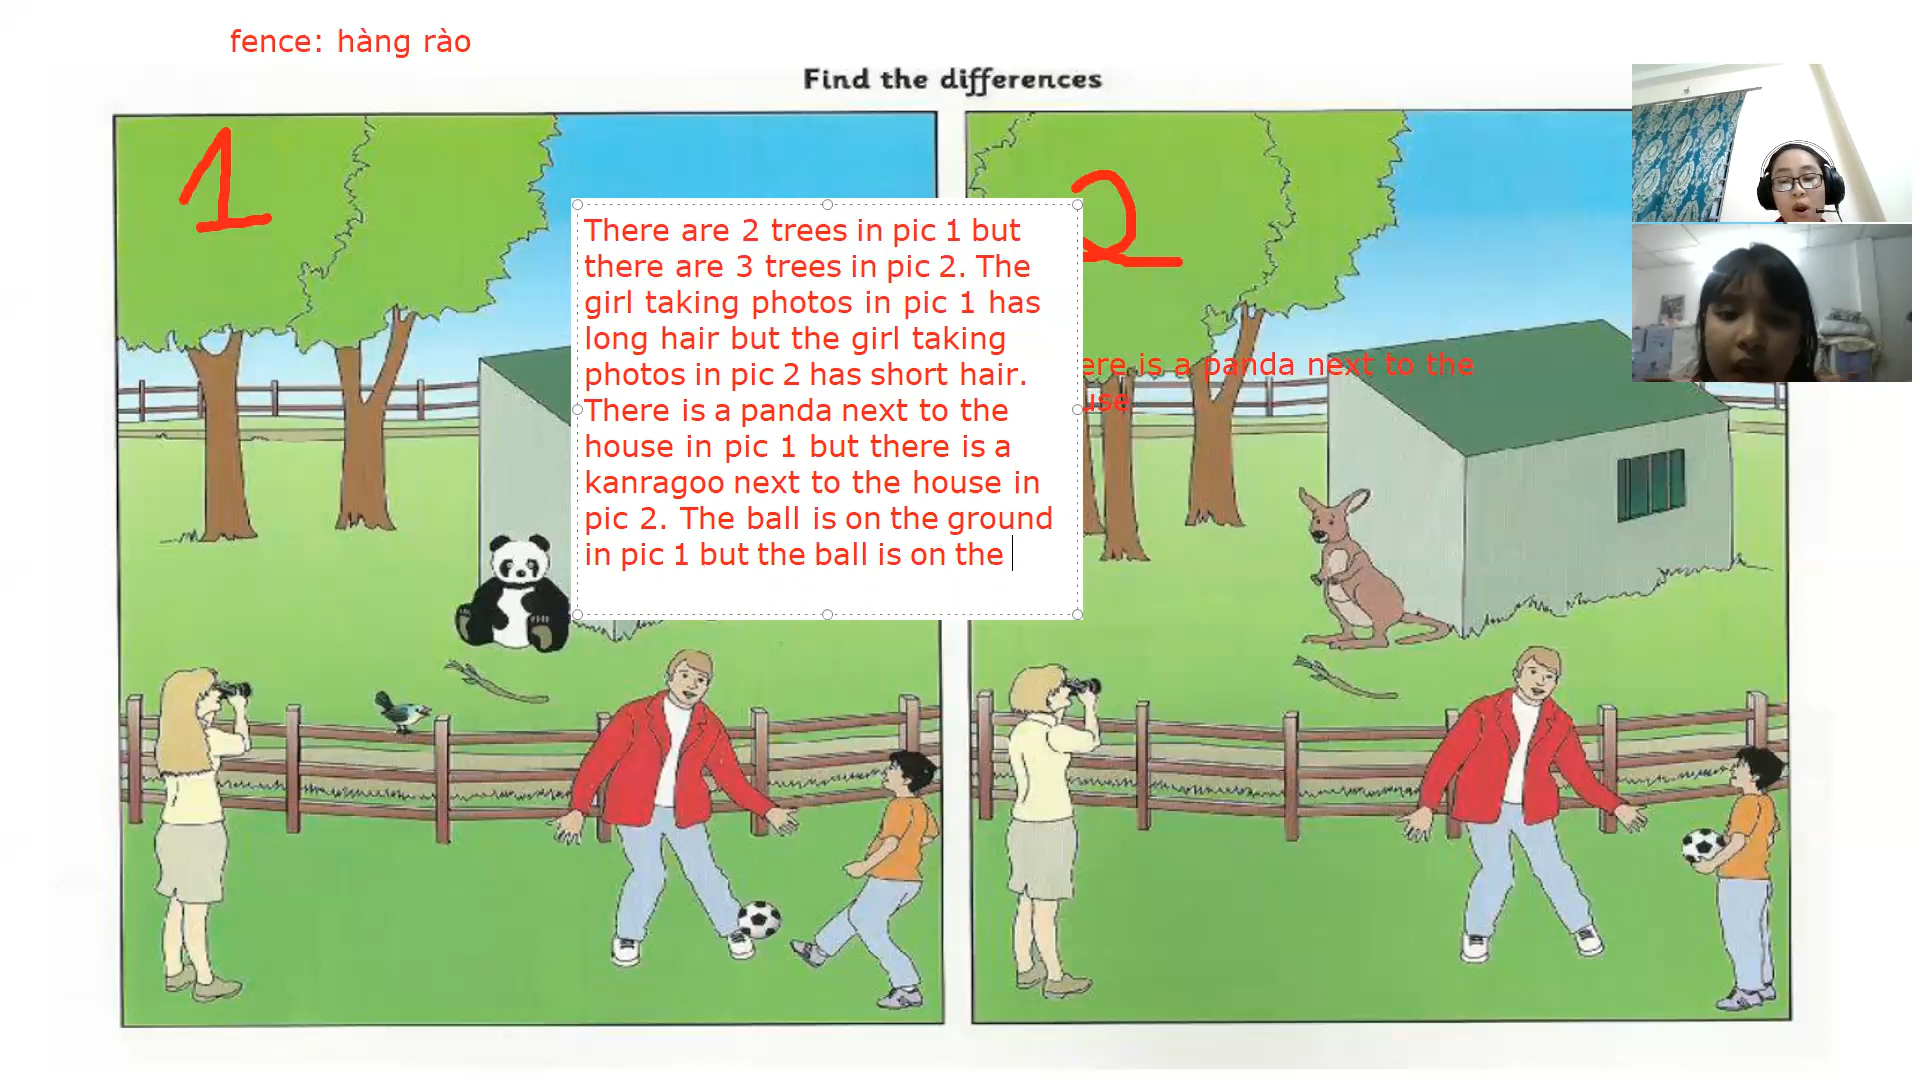 fence: hàng rào
Find the differences
1
2
There are 2 trees in pic 1 but
there are 3 trees in pic 2. The
girl taking photos in pic 1 has
long hair but the girl taking
photos in pic 2 has short hair.
There is a panda next to the
house in pic 1 but there is a
kanragoo next to the house in
pic 2. The ball is on the ground
in pic 1 but the ball is on the
is a panda next to the